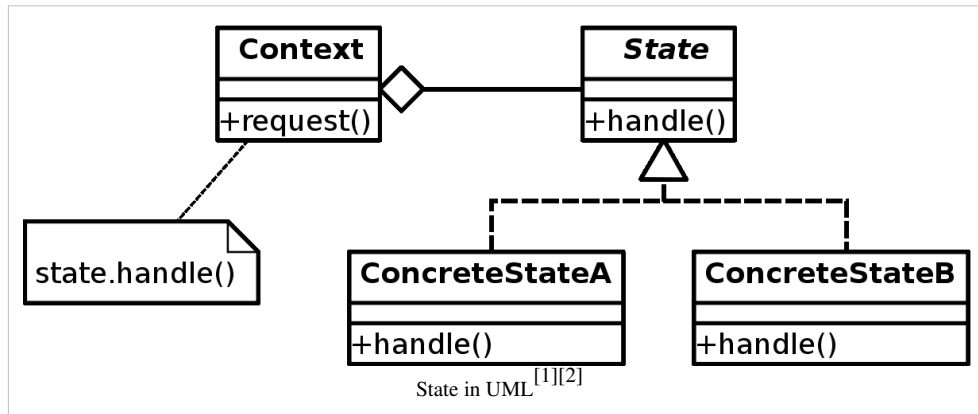 Context
+request()
State
+handle()
state.handle()
ConcreteStateA
+handle()
ConcreteStateB
+handle()
State in UML[1][2]